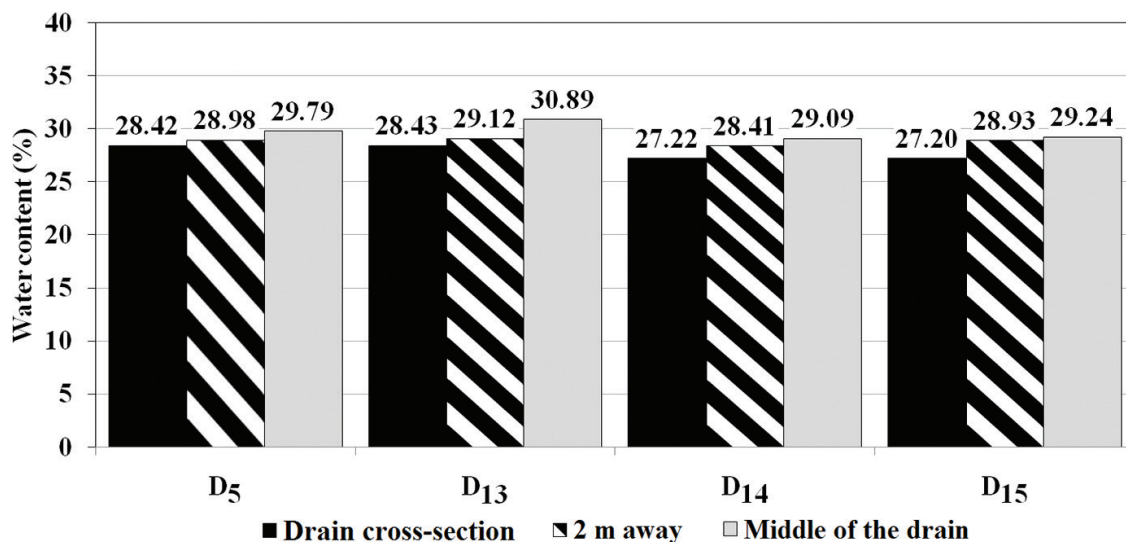 Water content (%)
40
35
30
25
20
15
10
5
0
28.42 28.98 29.79
28.43 29.12 30.89
27.22 28.41 29.09
27.20 28.93 29.24
D5 D13 D14 D15
Drain cross-section 2 m away Middle of the drain